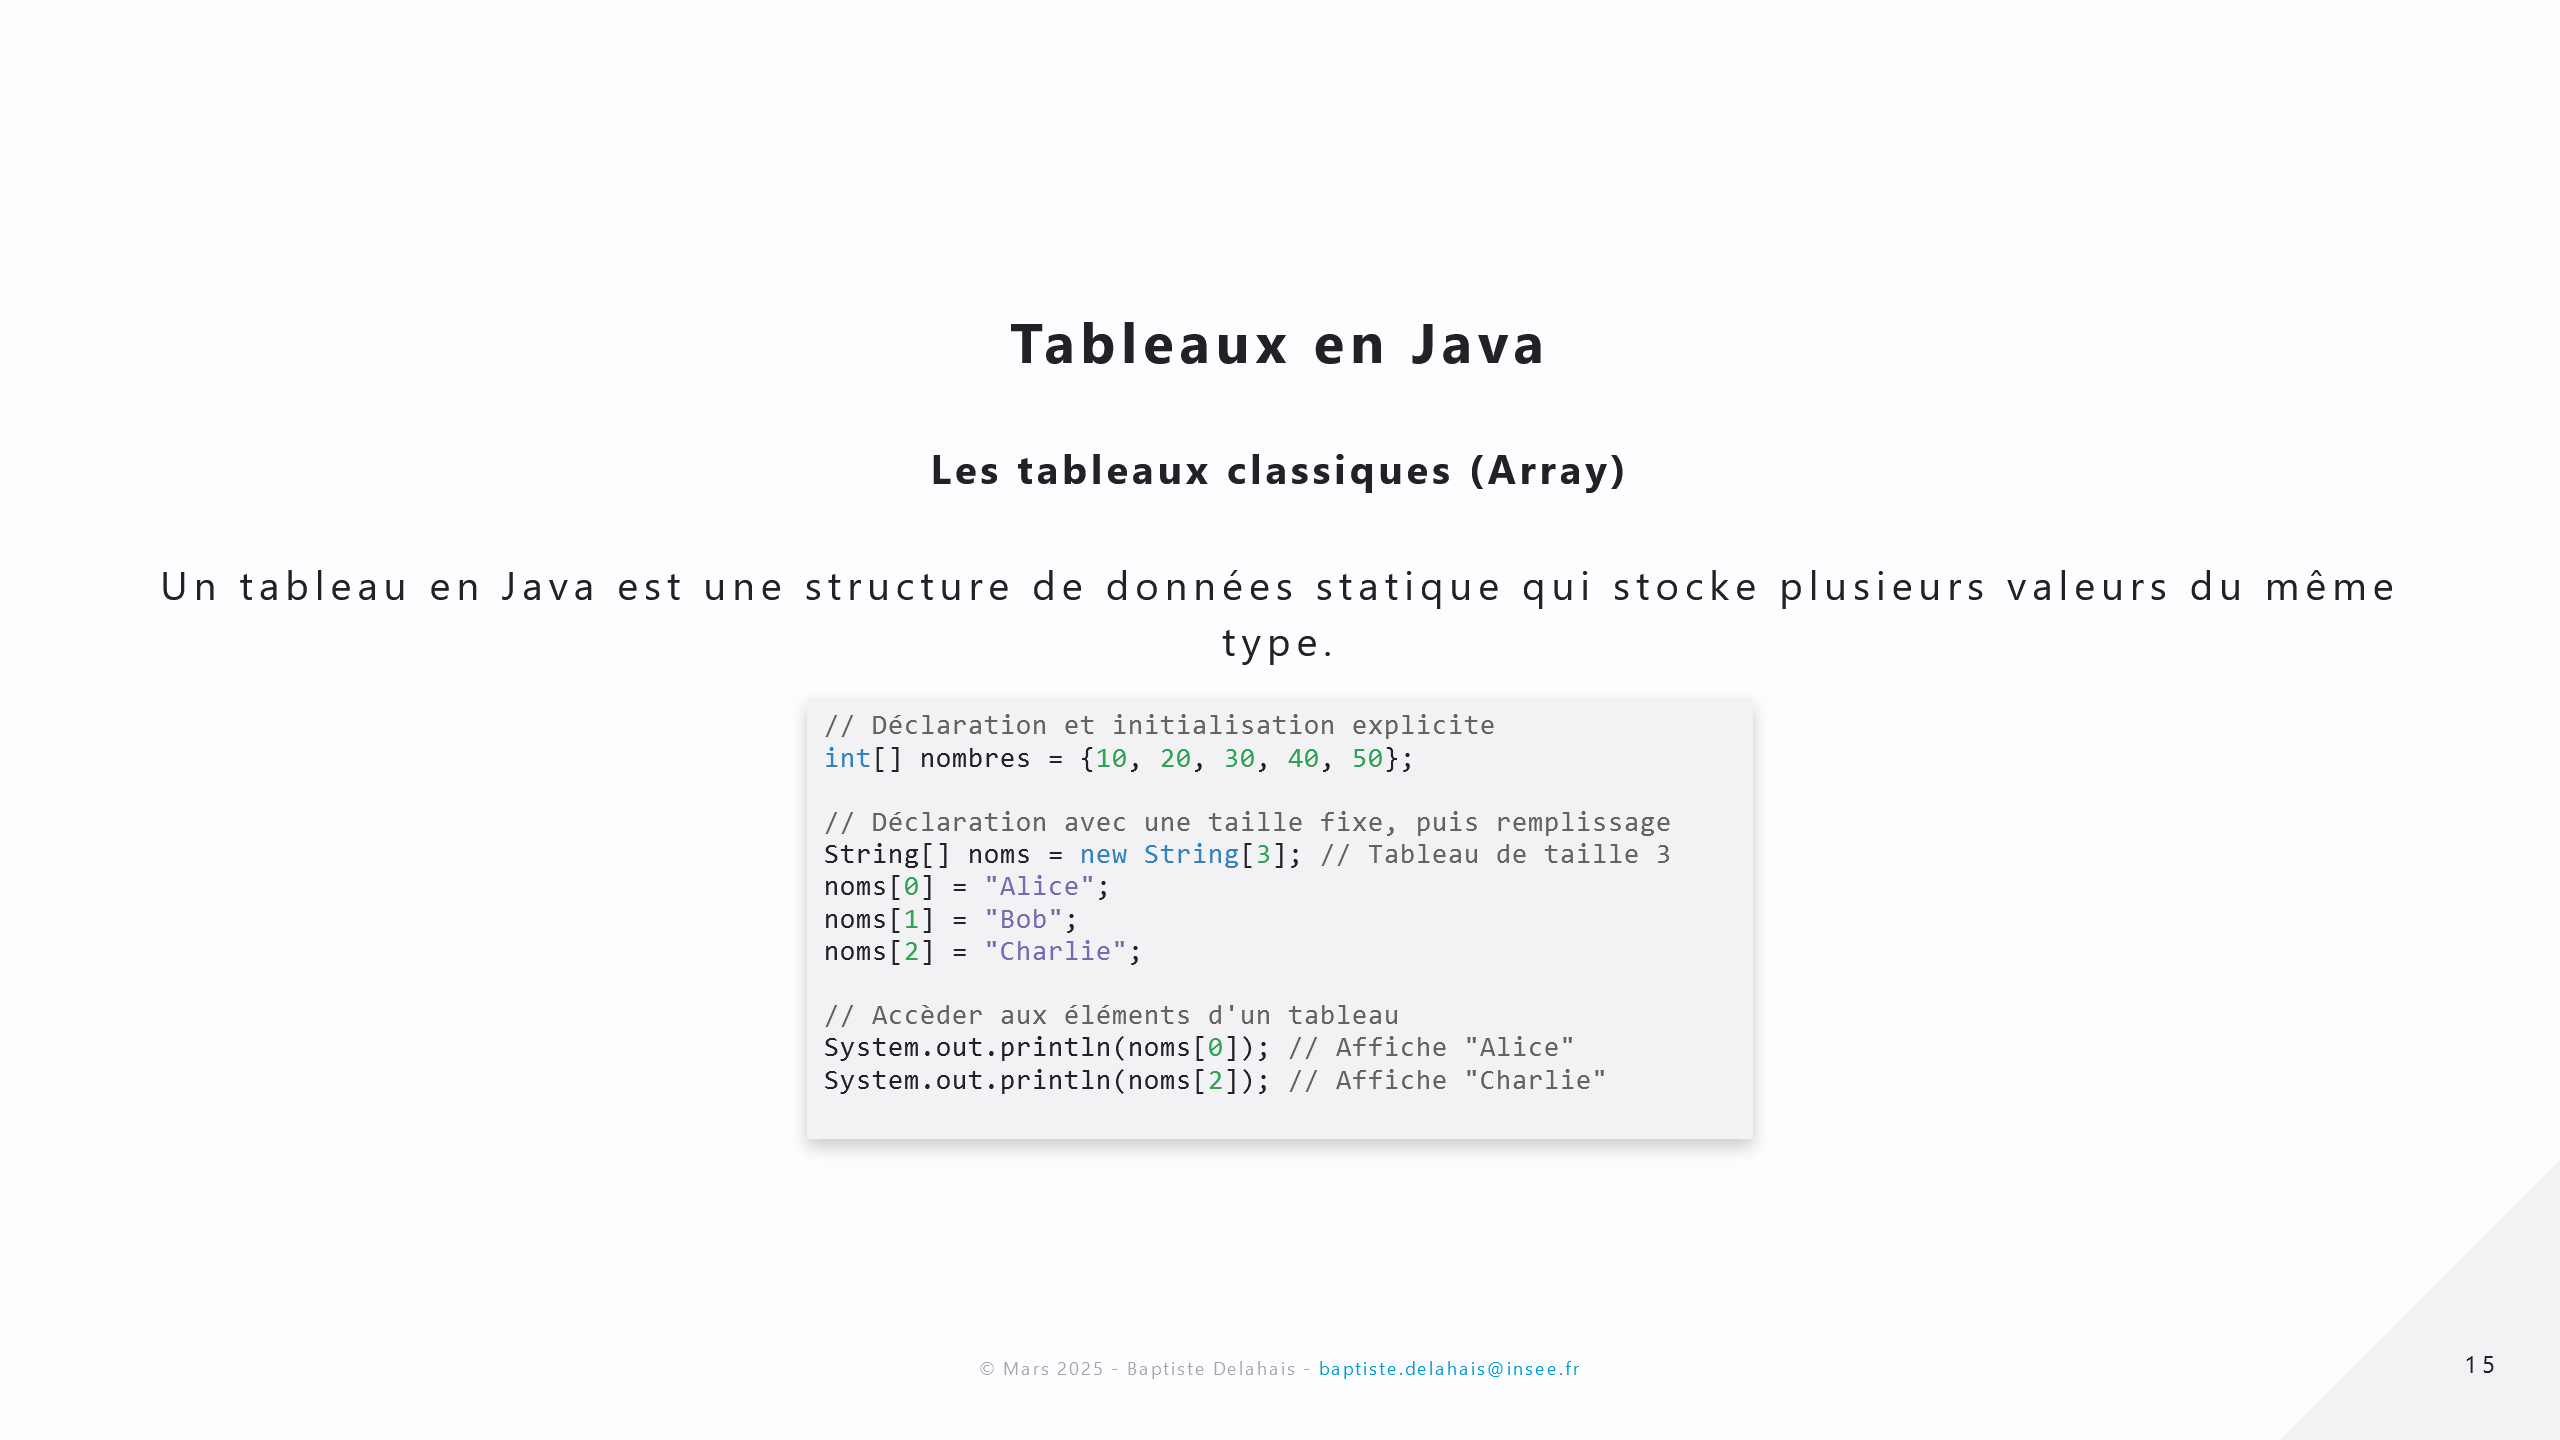 Tableaux en Java
Les tableaux classiques (Array)
Un tableau en Java est une structure de données statique qui stocke plusieurs valeurs du même
type.
// Déclaration et initialisation explicite
int[] nombres = {10, 20, 30, 40, 50};
// Déclaration avec une taille fixe, puis remplissage
String[] noms = new String[3]; // Tableau de taille 3
noms[0] = "Alice";
noms[1] = "Bob";
noms[2] = "Charlie";
// Accèder aux éléments d'un tableau
System.out.println(noms[0]); // Affiche "Alice"
System.out.println(noms[2]); // Affiche "Charlie"
© Mars 2025 - Baptiste Delahais - baptiste.delahais@insee.fr
15